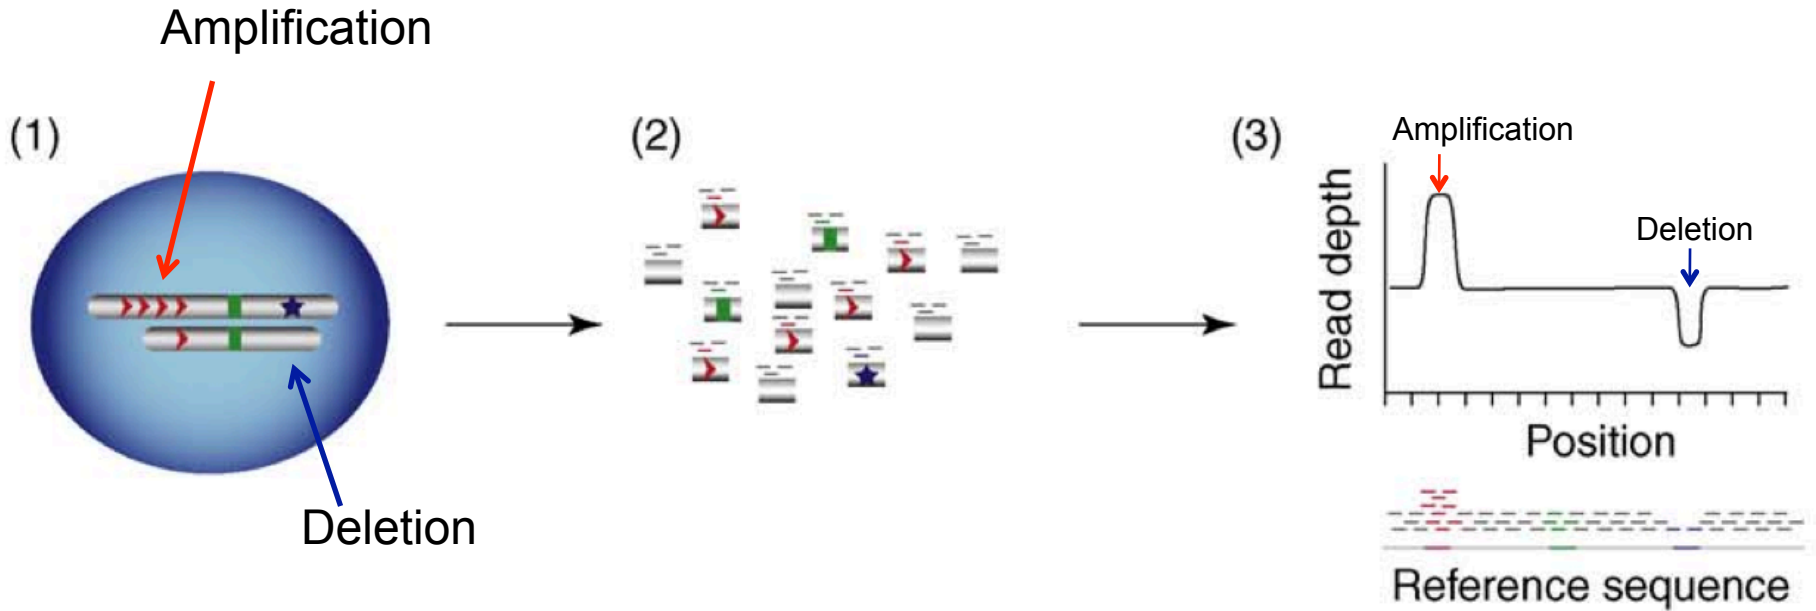 Amplification
(1)
Deletion
(2)
(3)
Amplification
Deletion
Read depth
Position
Reference sequence